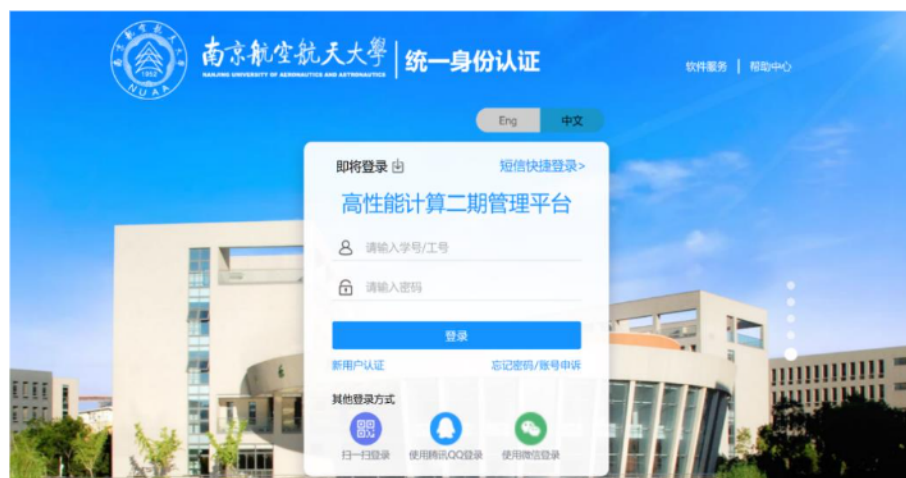 南京航空航天大學
NANJING UNIVERSITY OF AERONAUTICS AND ASTRONAUTICS
统一身份认证
1952
NUAA
软件服务 | 帮助中心
Eng 中文
即将登录 短信快捷登录>
高性能计算二期管理平台
请输入学号/工号
请输入密码
登录
新用户认证 忘记密码/账号申诉
其他登录方式
扫一扫登录 使用腾讯QQ登录 使用微信登录